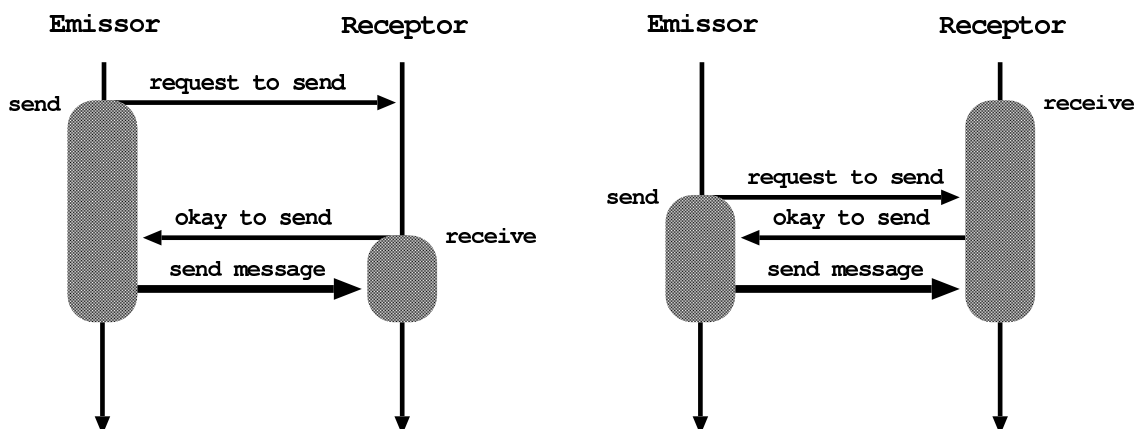 Emissor
Receptor
request to send
send
okay to send
receive
send message
Emissor
Receptor
receive
request to send
send
okay to send
send message